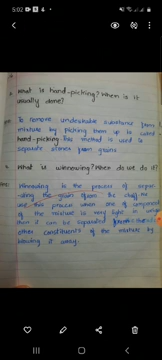 5:02
What is hand-picking? When is it
usually done?
To remove undesirable substances from
mixture by picking them up is called
hand-picking this method is used to
separate stones from grains
What is winnowing? When do we do it?
Winnowing is the process of separ
-ating the grain from the chaff. we
use this process when one of component
of the mixture is very light in weight
then it can be separated from the
other constituents of the mixture by
blowing it away.